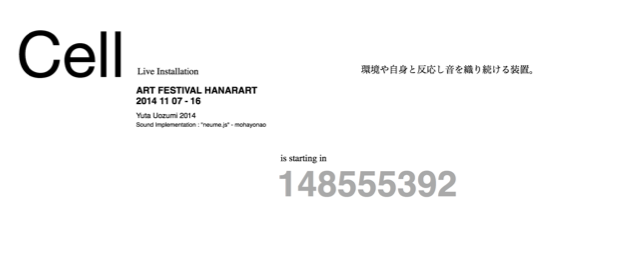 Cell
Live Installation
環境や自身と反応し音を織り続ける装置。
ART FESTIVAL HANARART
2014 11 07 - 16
Yuta Uozumi 2014
Sound Implementation : "neume.js" - mohayonao
is starting in
148555392